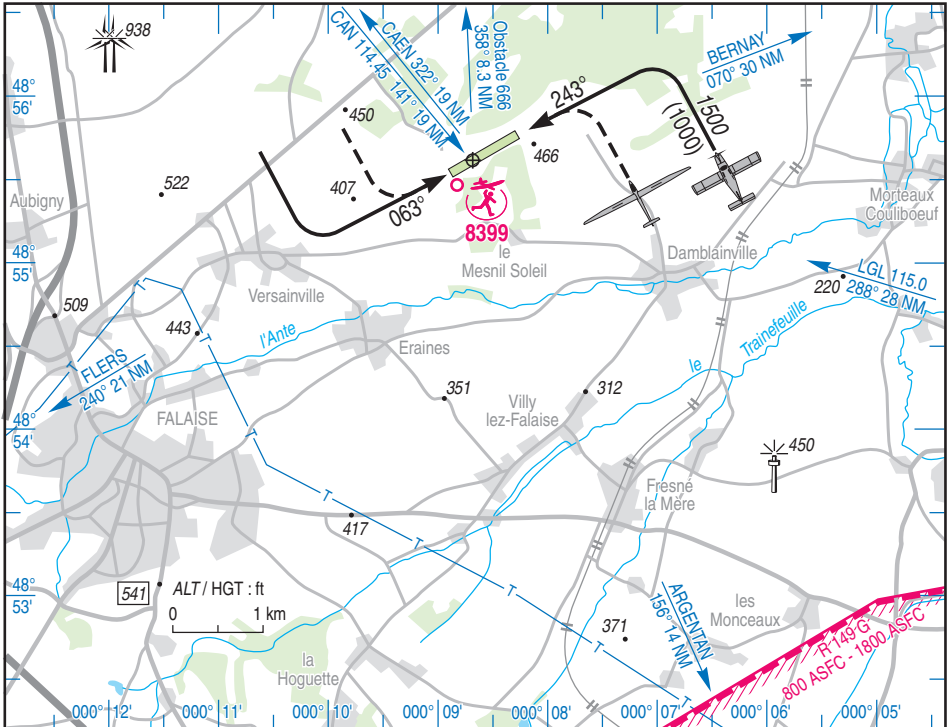 938
CAEN 322° 19 NM
CAN 114.45 141° 19 NM
Obstacle 666
358° 8.3 NM
BERNAY
070° 30 NM
48°
56'
450
243°
1500
(1000)
466
407
522
063°
8399
Aubigny
Morteaux
Couliboeuf
48°
55'
le
Mesnil Soleil
Damblainville
LGL 115.0
288° 28 NM
220
Versainville
509
443
l'Ante
Eraines
le Trainefeuille
FLERS
240° 21 NM
T
T
351
312
Villy
lez-Falaise
FALAISE
48°
54'
T
450
T
Fresné
la Mère
417
T
48°
53'
541
ALT / HGT : ft
0 1 km
T
ARGENTAN
156° 14 NM
les
Monceaux
371
T
R 149 G
800 ASFC - 1800 ASFC
la
Hoguette
000° 12' 000° 11' 000° 10' 000° 09' 000° 08' 000° 07' 000° 06' 000° 05'